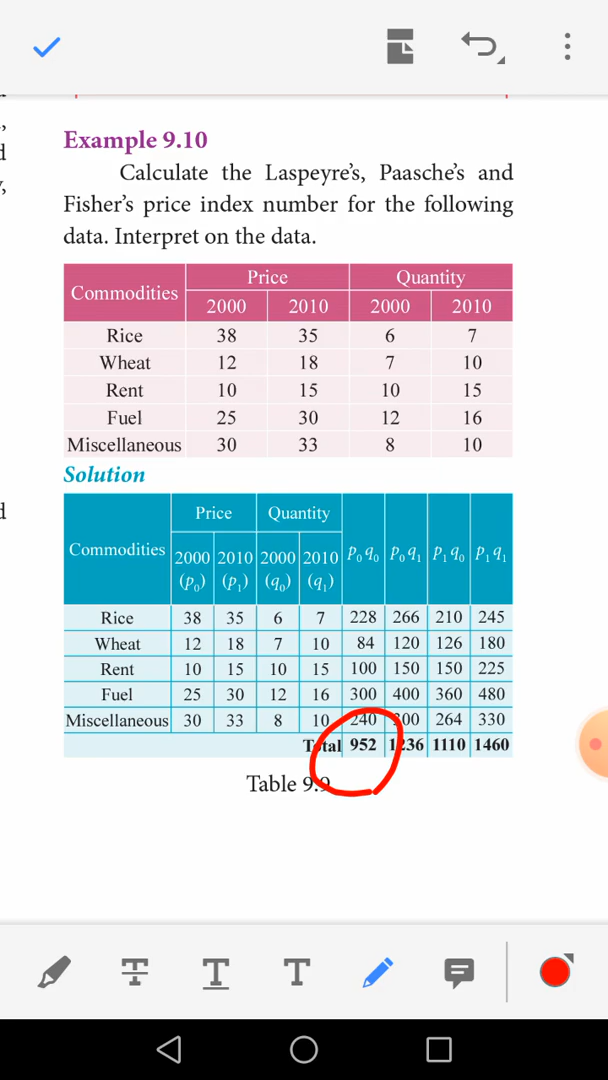 Example 9.10
Calculate the Laspeyre's, Paasche's and
Fisher's price index number for the following
data. Interpret on the data.
Commodities Price Quantity
2000 2010 2000 2010
Rice 38 35 6 7
Wheat 12 18 7 10
Rent 10 15 10 15
Fuel 25 30 12 16
Miscellaneous 30 33 8 10
Solution
Commodities Price Quantity p₀q₀ p₀q₁ p₁q₀ p₁q₁
2000 2010 2000 2010
(p₀) (p₁) (q₀) (q₁)
Rice 38 35 6 7 228 266 210 245
Wheat 12 18 7 10 84 120 126 180
Rent 10 15 10 15 100 150 150 225
Fuel 25 30 12 16 300 400 360 480
Miscellaneous 30 33 8 10 240 300 264 330
Total 952 1236 1110 1460
Table 9.9